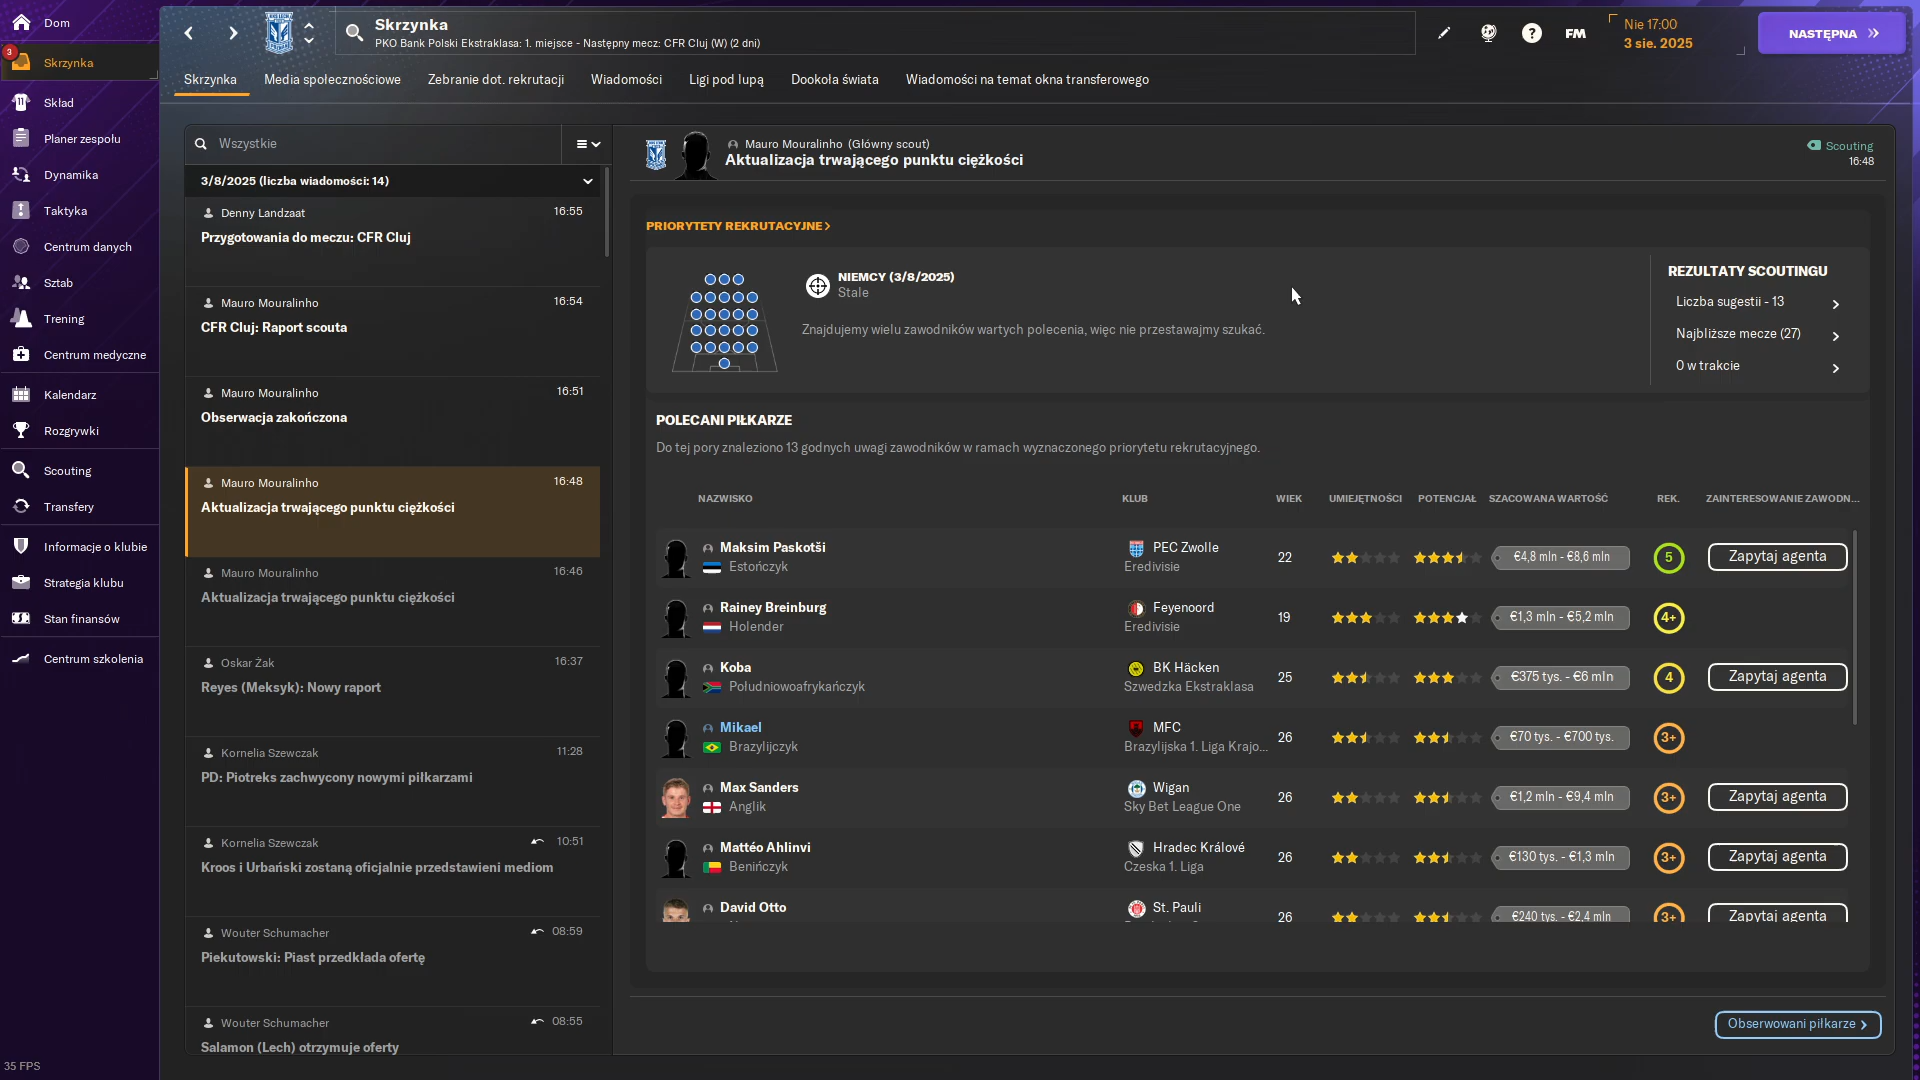 Dom
3
Skrzynka
Skład
Planer zespołu
Dynamika
Taktyka
Centrum danych
Sztab
Trening
Centrum medyczne
Kalendarz
Rozgrywki
Scouting
Transfery
Informacje o klubie
Strategia klubu
Stan finansów
Centrum szkolenia
35 FPS
Skrzynka
PKO Bank Polski Ekstraklasa: 1. miejsce - Następny mecz: CFR Cluj (W) (2 dni)
FM
Nie 17:00
3 sie. 2025
NASTĘPNA
Skrzynka
Media społecznościowe
Zebranie dot. rekrutacji
Wiadomości
Ligi pod lupą
Dookoła świata
Wiadomości na temat okna transferowego
Wszystkie
3/8/2025 (liczba wiadomości: 14)
Denny Landzaat 16:55
Przygotowania do meczu: CFR Cluj
Mauro Mouralinho 16:54
CFR Cluj: Raport scouta
Mauro Mouralinho 16:51
Obserwacja zakończona
Mauro Mouralinho 16:48
Aktualizacja trwającego punktu ciężkości
Mauro Mouralinho 16:46
Aktualizacja trwającego punktu ciężkości
Oskar Żak 16:37
Reyes (Meksyk): Nowy raport
Kornelia Szewczak 11:28
PD: Piotreks zachwycony nowymi piłkarzami
Kornelia Szewczak 10:51
Kroos i Urbański zostaną oficjalnie przedstawieni mediom
Wouter Schumacher 08:59
Piekutowski: Piast przedkłada ofertę
Wouter Schumacher 08:55
Salamon (Lech) otrzymuje oferty
Mauro Mouralinho (Główny scout)
Aktualizacja trwającego punktu ciężkości
Scouting
16:48
PRIORYTETY REKRUTACYJNE
NIEMCY (3/8/2025)
Stale
Znajdujemy wielu zawodników wartych polecenia, więc nie przestawajmy szukać.
REZULTATY SCOUTINGU
Liczba sugestii - 13
Najbliższe mecze (27)
0 w trakcie
POLECANI PIŁKARZE
Do tej pory znaleziono 13 godnych uwagi zawodników w ramach wyznaczonego priorytetu rekrutacyjnego.
NAZWISKO KLUB WIEK UMIEJĘTNOŚCI POTENCJAŁ SZACOWANA WARTOŚĆ REK. ZAINTERESOWANIE ZAWODN...
Maksim Paskotši PEC Zwolle
Estończyk Eredivisie 22 €4,8 mln - €8,6 mln 5 Zapytaj agenta
Rainey Breinburg Feyenoord
Holender Eredivisie 19 €1,3 mln - €5,2 mln 4+
Koba BK Häcken
Południowoafrykańczyk Szwedzka Ekstraklasa 25 €375 tys. - €6 mln 4 Zapytaj agenta
Mikael MFC
Brazylijczyk Brazylijska 1. Liga Krajo... 26 €70 tys. - €700 tys. 3+
Max Sanders Wigan
Anglik Sky Bet League One 26 €1,2 mln - €9,4 mln 3+ Zapytaj agenta
Mattéo Ahlinvi Hradec Králové
Benińczyk Czeska 1. Liga 26 €130 tys. - €1,3 mln 3+ Zapytaj agenta
David Otto St. Pauli
26 €240 tys. - €2,4 mln 3+ Zapytaj agenta
Obserwowani piłkarze